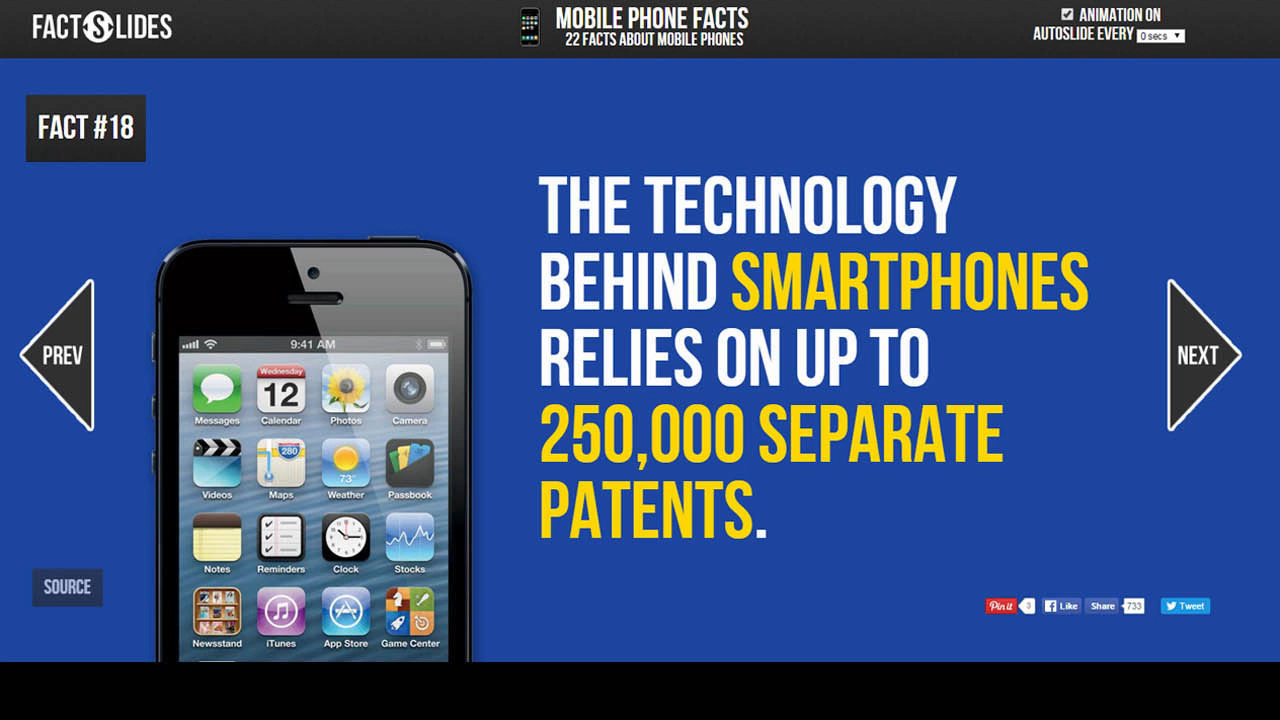 FACTSLIDES
MOBILE PHONE FACTS
22 FACTS ABOUT MOBILE PHONES
ANIMATION ON
AUTOSLIDE EVERY 0 secs
FACT #18
THE TECHNOLOGY
BEHIND SMARTPHONES
RELIES ON UP TO
250,000 SEPARATE
PATENTS.
PREV
NEXT
9:41 AM
Wednesday
12
Messages Calendar Photos Camera
280
73°
Videos Maps Weather Passbook
Notes Reminders Clock Stocks
Newsstand iTunes App Store Game Center
SOURCE
Pin it 3 Like Share 733 Tweet